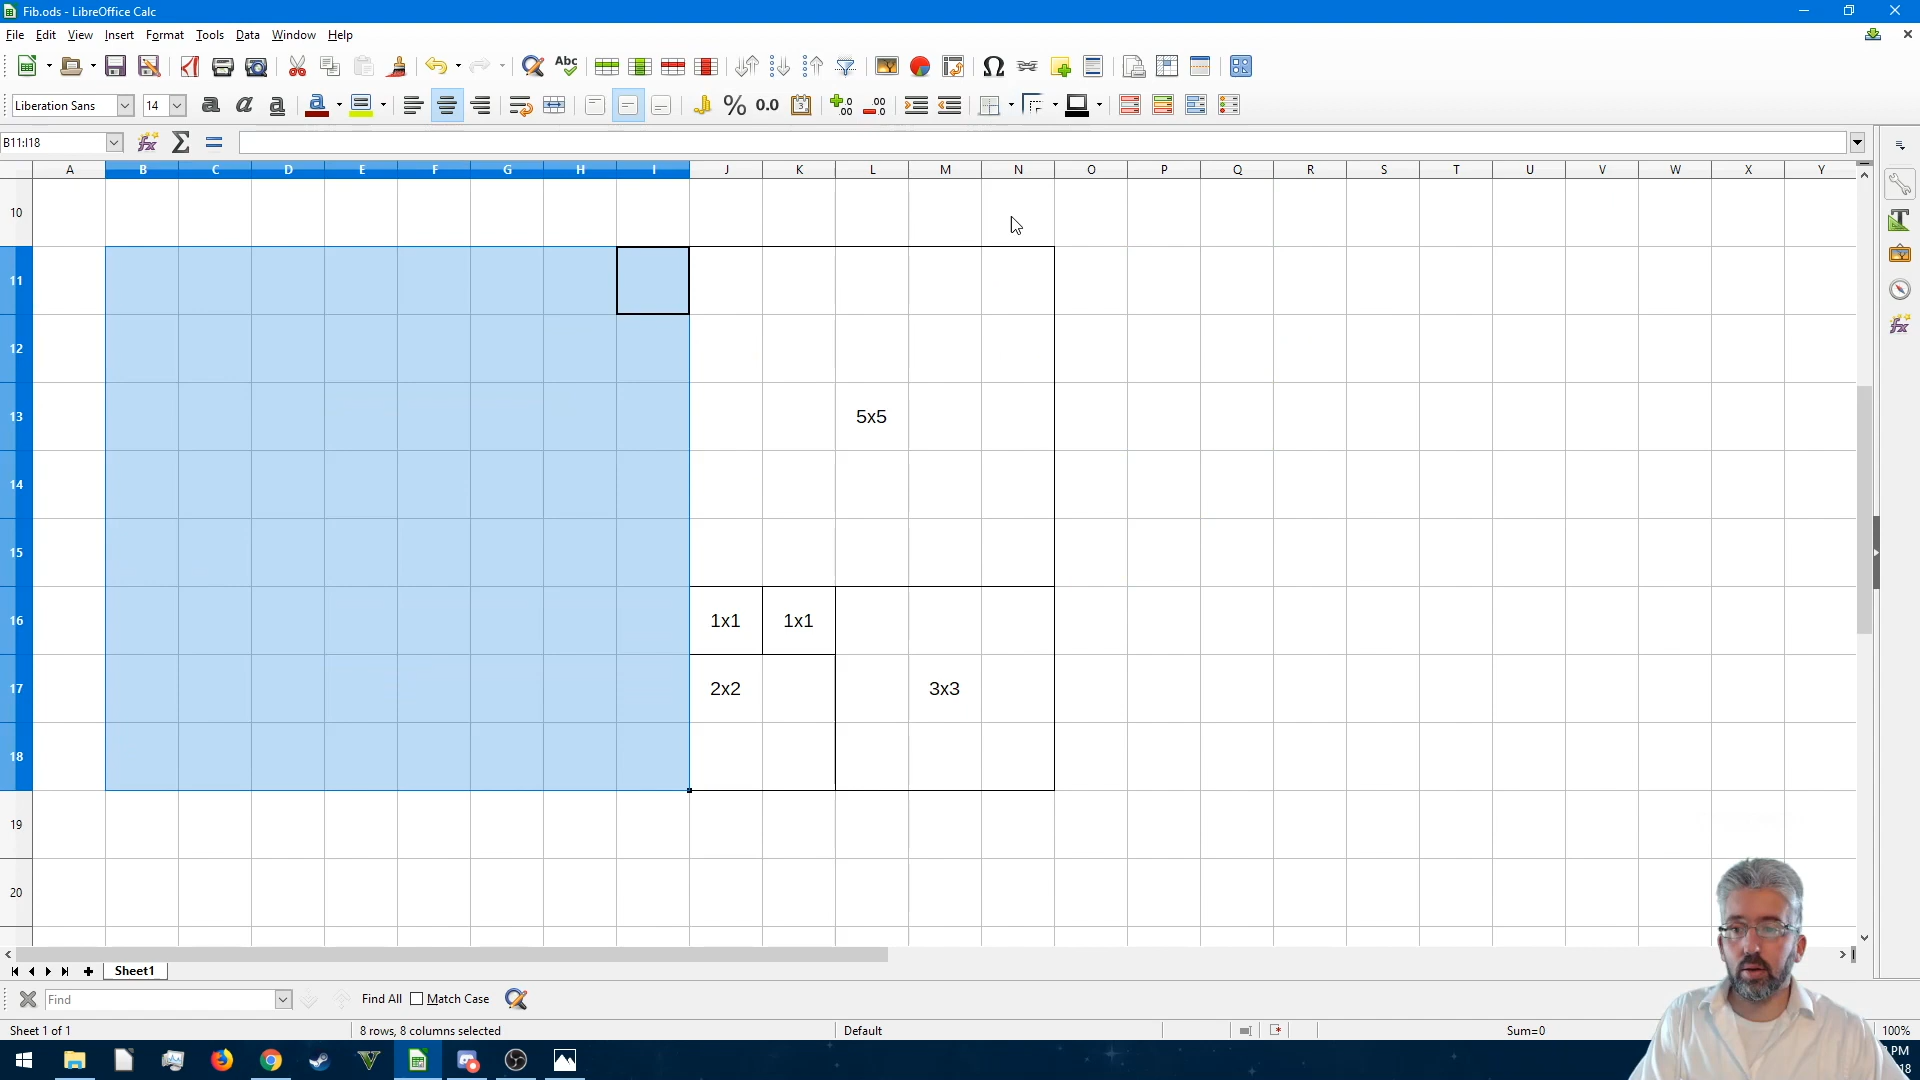 Fib.ods - LibreOffice Calc
File Edit View Insert Format Tools Data Window Help
Liberation Sans 14
B11:I18
A B C D E F G H I J K L M N O P Q R S T U V W X Y
10
11
12
13 5x5
14
15
16 1x1 1x1
17 2x2 3x3
18
19
20
Sheet1
Find Find All Match Case
Sheet 1 of 1 8 rows, 8 columns selected Default Sum=0 100%
PM
18